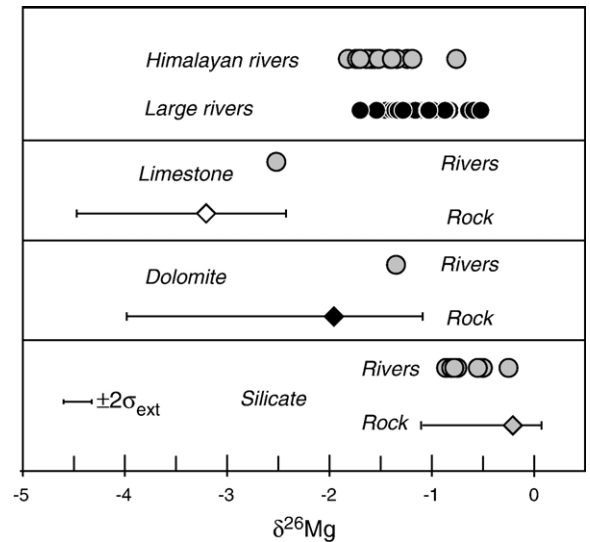 Himalayan rivers
Large rivers
Limestone
Rivers
Rock
Dolomite
Rivers
Rock
Rivers
±2σext
Silicate
Rock
-5 -4 -3 -2 -1 0
δ26Mg